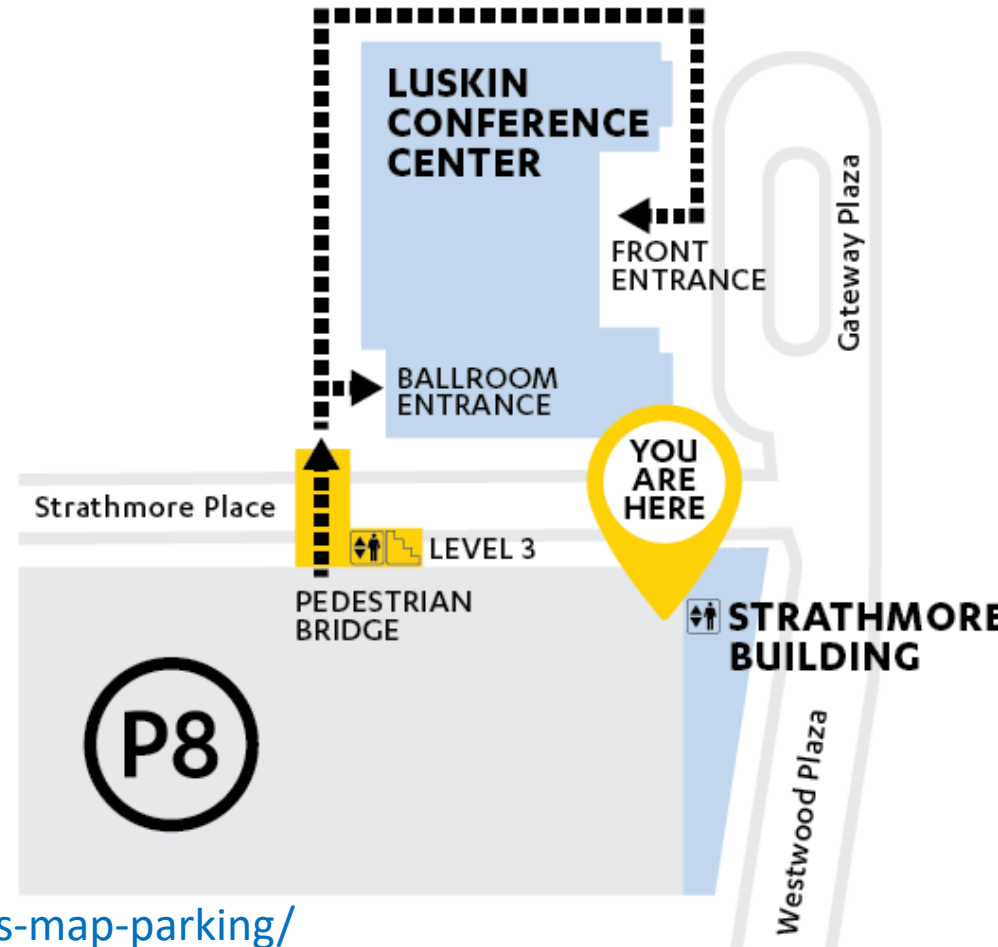 LUSKIN
CONFERENCE
CENTER
Gateway Plaza
FRONT
ENTRANCE
BALLROOM
ENTRANCE
YOU
ARE
HERE
Strathmore Place
LEVEL 3
PEDESTRIAN
BRIDGE
STRATHMORE
BUILDING
P8
Westwood Plaza
s-map-parking/